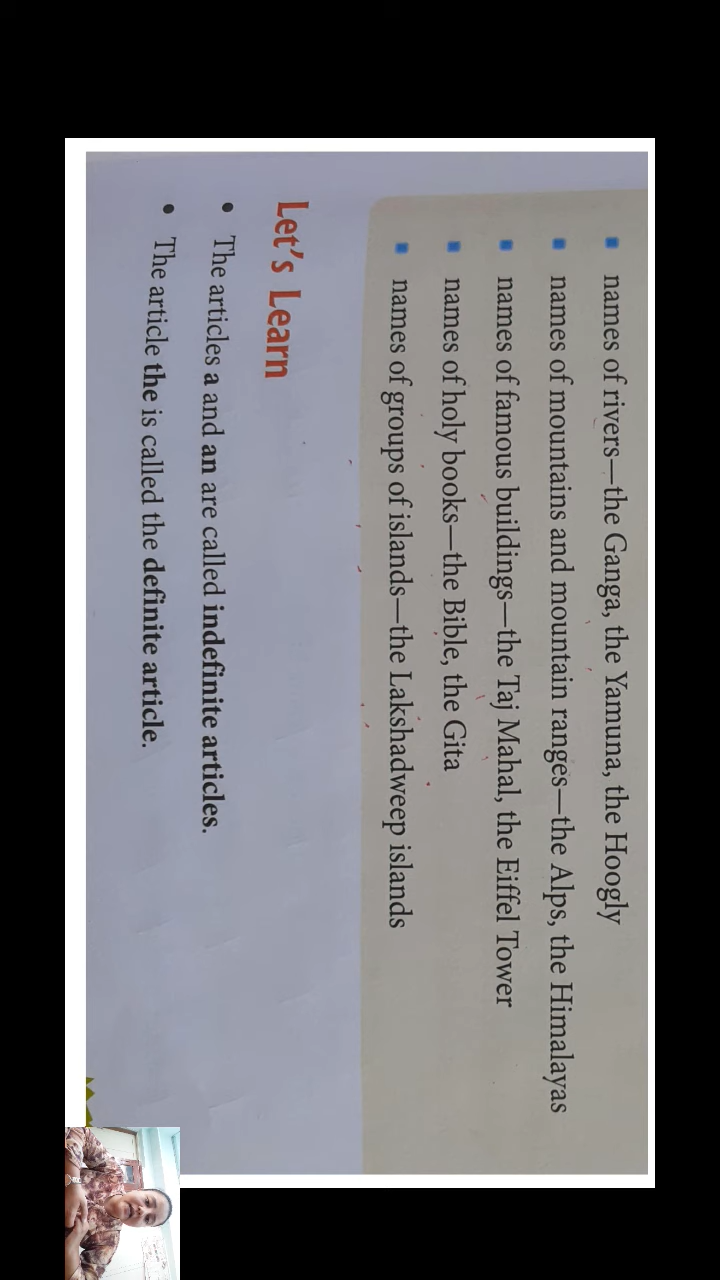 ▪ names of rivers—the Ganga, the Yamuna, the Hoogly
▪ names of mountains and mountain ranges—the Alps, the Himalayas
▪ names of famous buildings—the Taj Mahal, the Eiffel Tower
▪ names of holy books—the Bible, the Gita
▪ names of groups of islands—the Lakshadweep islands
Let's Learn
• The articles a and an are called indefinite articles.
• The article the is called the definite article.